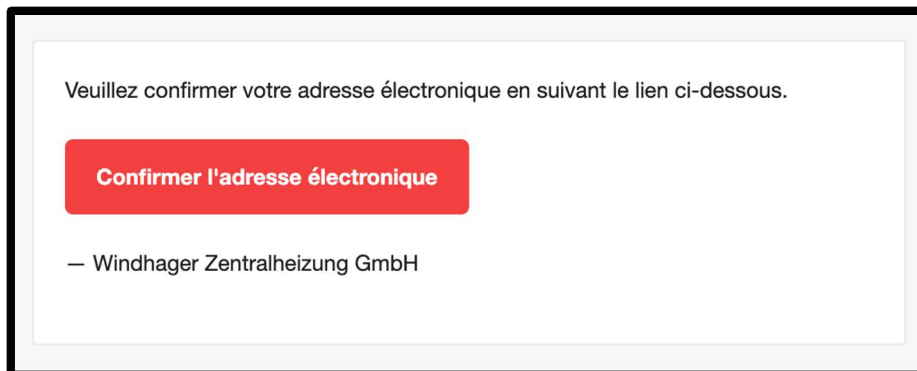 Veuillez confirmer votre adresse électronique en suivant le lien ci-dessous.
Confirmer l'adresse électronique
— Windhager Zentralheizung GmbH